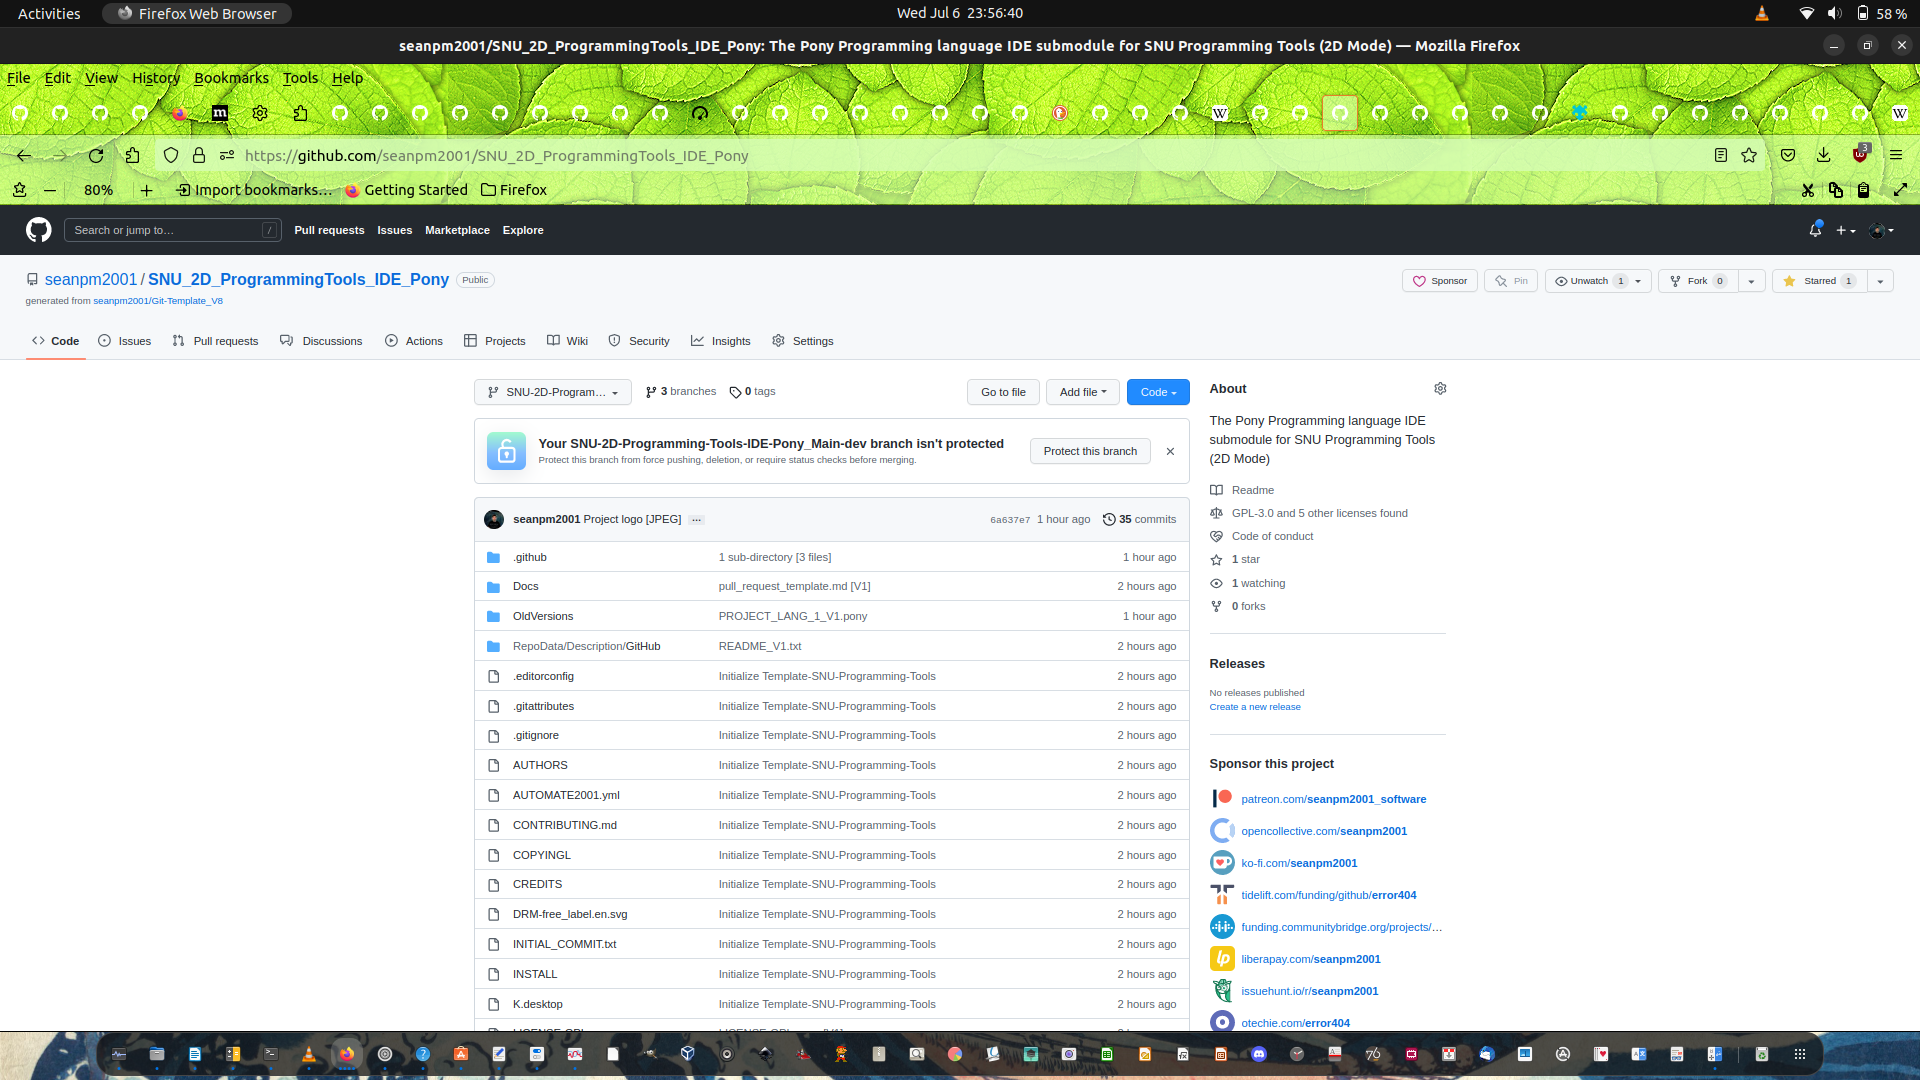 Activities
Firefox Web Browser
Wed Jul 6 23:56:40
58 %
seanpm2001/SNU_2D_ProgrammingTools_IDE_Pony: The Pony Programming language IDE submodule for SNU Programming Tools (2D Mode) — Mozilla Firefox
File Edit View History Bookmarks Tools Help
https://github.com/seanpm2001/SNU_2D_ProgrammingTools_IDE_Pony
3
80%
Import bookmarks…
Getting Started
Firefox
Search or jump to…
/
Pull requests Issues Marketplace Explore
seanpm2001 / SNU_2D_ProgrammingTools_IDE_Pony Public
generated from seanpm2001/Git-Template_V8
Sponsor
Pin
Unwatch 1
Fork 0
Starred 1
Code Issues Pull requests Discussions Actions Projects Wiki Security Insights Settings
SNU-2D-Program…
3 branches
0 tags
Go to file
Add file
Code
Your SNU-2D-Programming-Tools-IDE-Pony_Main-dev branch isn't protected
Protect this branch from force pushing, deletion, or require status checks before merging.
Protect this branch
seanpm2001 Project logo [JPEG] … 6a637e7 1 hour ago 35 commits
.github 1 sub-directory [3 files] 1 hour ago
Docs pull_request_template.md [V1] 2 hours ago
OldVersions PROJECT_LANG_1_V1.pony 1 hour ago
RepoData/Description/GitHub README_V1.txt 2 hours ago
.editorconfig Initialize Template-SNU-Programming-Tools 2 hours ago
.gitattributes Initialize Template-SNU-Programming-Tools 2 hours ago
.gitignore Initialize Template-SNU-Programming-Tools 2 hours ago
AUTHORS Initialize Template-SNU-Programming-Tools 2 hours ago
AUTOMATE2001.yml Initialize Template-SNU-Programming-Tools 2 hours ago
CONTRIBUTING.md Initialize Template-SNU-Programming-Tools 2 hours ago
COPYINGL Initialize Template-SNU-Programming-Tools 2 hours ago
CREDITS Initialize Template-SNU-Programming-Tools 2 hours ago
DRM-free_label.en.svg Initialize Template-SNU-Programming-Tools 2 hours ago
INITIAL_COMMIT.txt Initialize Template-SNU-Programming-Tools 2 hours ago
INSTALL Initialize Template-SNU-Programming-Tools 2 hours ago
K.desktop Initialize Template-SNU-Programming-Tools 2 hours ago
About
The Pony Programming language IDE
submodule for SNU Programming Tools
(2D Mode)
Readme
GPL-3.0 and 5 other licenses found
Code of conduct
1 star
1 watching
0 forks
Releases
No releases published
Create a new release
Sponsor this project
patreon.com/seanpm2001_software
opencollective.com/seanpm2001
ko-fi.com/seanpm2001
tidelift.com/funding/github/error404
funding.communitybridge.org/projects/…
liberapay.com/seanpm2001
issuehunt.io/r/seanpm2001
otechie.com/error404